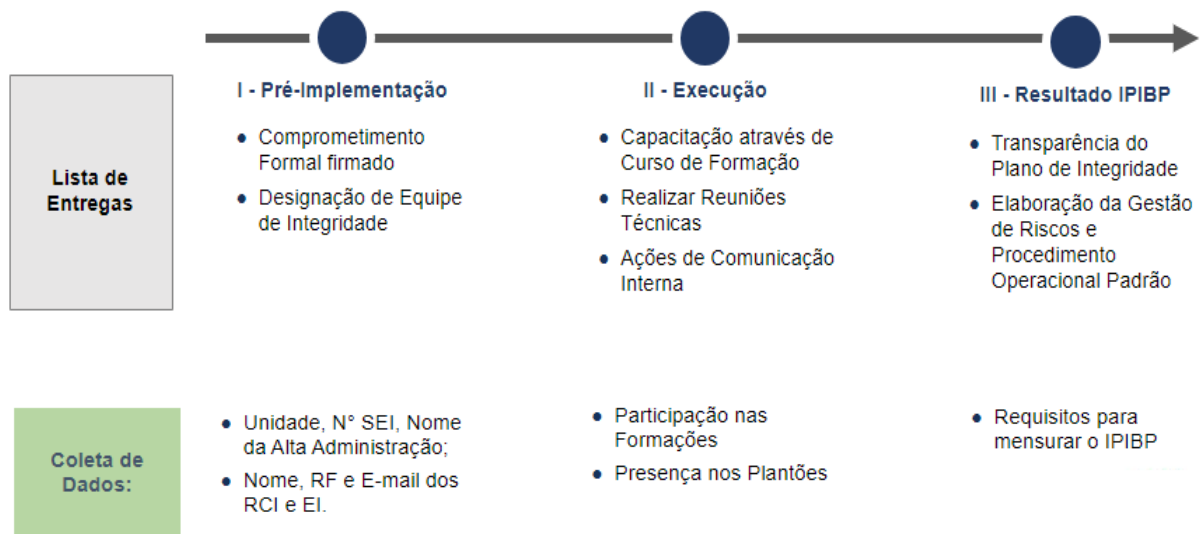 I - Pré-Implementação
II - Execução
III - Resultado IPIBP
Lista de
Entregas
● Comprometimento
Formal firmado
● Designação de Equipe
de Integridade
● Capacitação através de
Curso de Formação
● Realizar Reuniões
Técnicas
● Ações de Comunicação
Interna
● Transparência do
Plano de Integridade
● Elaboração da Gestão
de Riscos e
Procedimento
Operacional Padrão
Coleta de
Dados:
● Unidade, N° SEI, Nome
da Alta Administração;
● Nome, RF e E-mail dos
RCI e EI.
● Participação nas
Formações
● Presença nos Plantões
● Requisitos para
mensurar o IPIBP